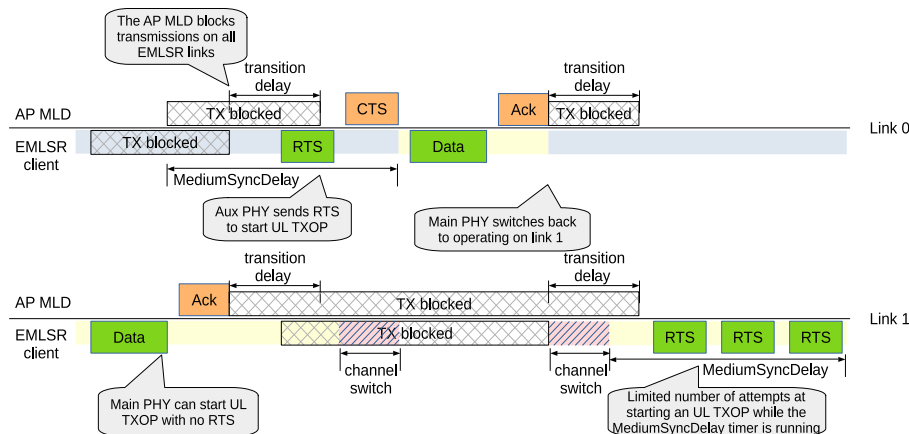 The AP MLD blocks
transmissions on all
EMLSR links
transition
delay
transition
delay
AP MLD
TX blocked
CTS
Ack
TX blocked
Link 0
EMLSR
client
TX blocked
RTS
Data
MediumSyncDelay
Aux PHY sends RTS
to start UL TXOP
Main PHY switches back
to operating on link 1
transition
delay
transition
delay
AP MLD
Ack
TX blocked
Link 1
EMLSR
client
Data
TX blocked
RTS
RTS
RTS
channel
switch
channel
switch
MediumSyncDelay
Main PHY can start UL
TXOP with no RTS
Limited number of attempts at
starting an UL TXOP while the
MediumSyncDelay timer is running